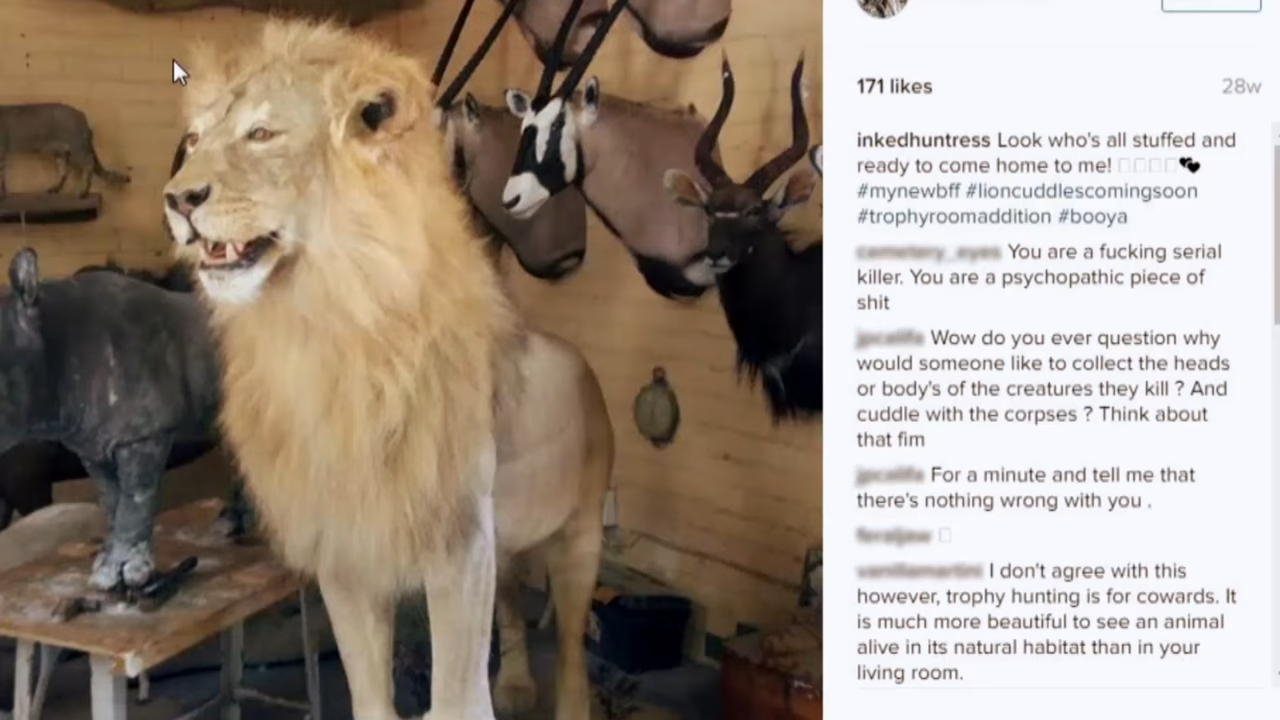 171 likes
28w
inkedhuntress Look who's all stuffed and
ready to come home to me!
#mynewbff #lioncuddlescomingsoon
#trophyroomaddition #booya
You are a fucking serial
killer. You are a psychopathic piece of
shit
Wow do you ever question why
would someone like to collect the heads
or body's of the creatures they kill ? And
cuddle with the corpses ? Think about
that fim
For a minute and tell me that
there's nothing wrong with you .
I don't agree with this
however, trophy hunting is for cowards. It
is much more beautiful to see an animal
alive in its natural habitat than in your
living room.